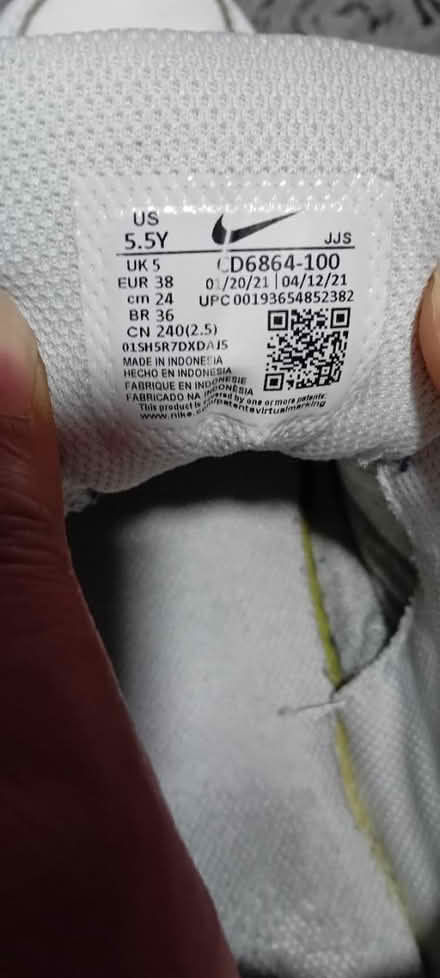 US
5.5Y
JJS
UK 5
CD6864-100
EUR 38
01/20/21 | 04/12/21
cm 24
UPC 00193654852382
BR 36
CN 240(2.5)
01SH5R7DXDAJ5
MADE IN INDONESIA
HECHO EN INDONESIA
FABRIQUE EN INDONESIE
FABRICADO NA INDONÉSIA
This product is covered by one or more patents.
www.nike.com/patentsvirtualmarking